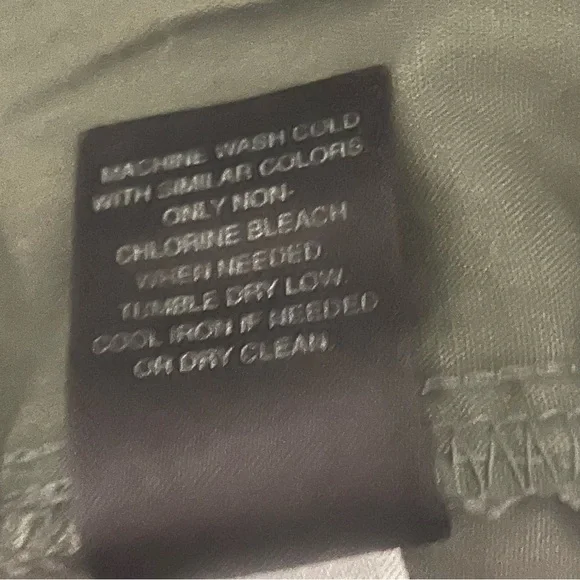 MACHINE WASH COLD
WITH SIMILAR COLORS.
ONLY NON-
CHLORINE BLEACH
WHEN NEEDED
TUMBLE DRY LOW.
COOL IRON IF NEEDED
OR DRY CLEAN.